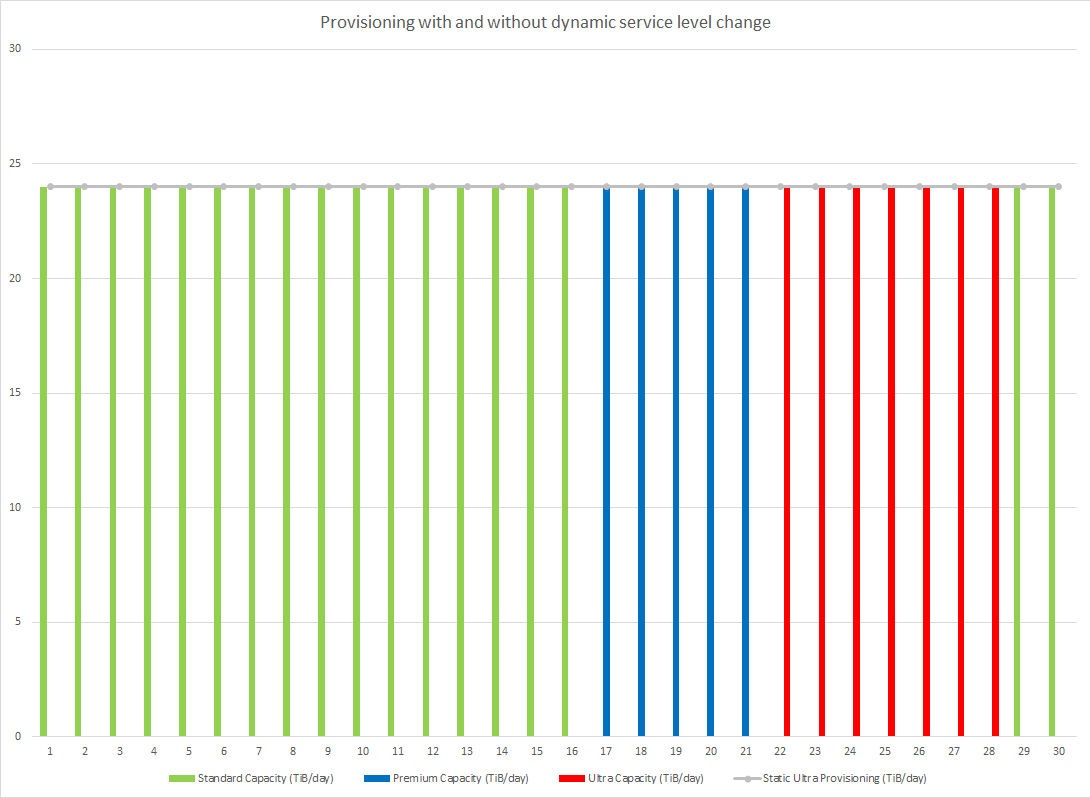 Provisioning with and without dynamic service level change
30
25
20
15
10
5
0
1 2 3 4 5 6 7 8 9 10 11 12 13 14 15 16 17 18 19 20 21 22 23 24 25 26 27 28 29 30
Standard Capacity (TiB/day) Premium Capacity (TiB/day) Ultra Capacity (TiB/day) Static Ultra Provisioning (TiB/day)